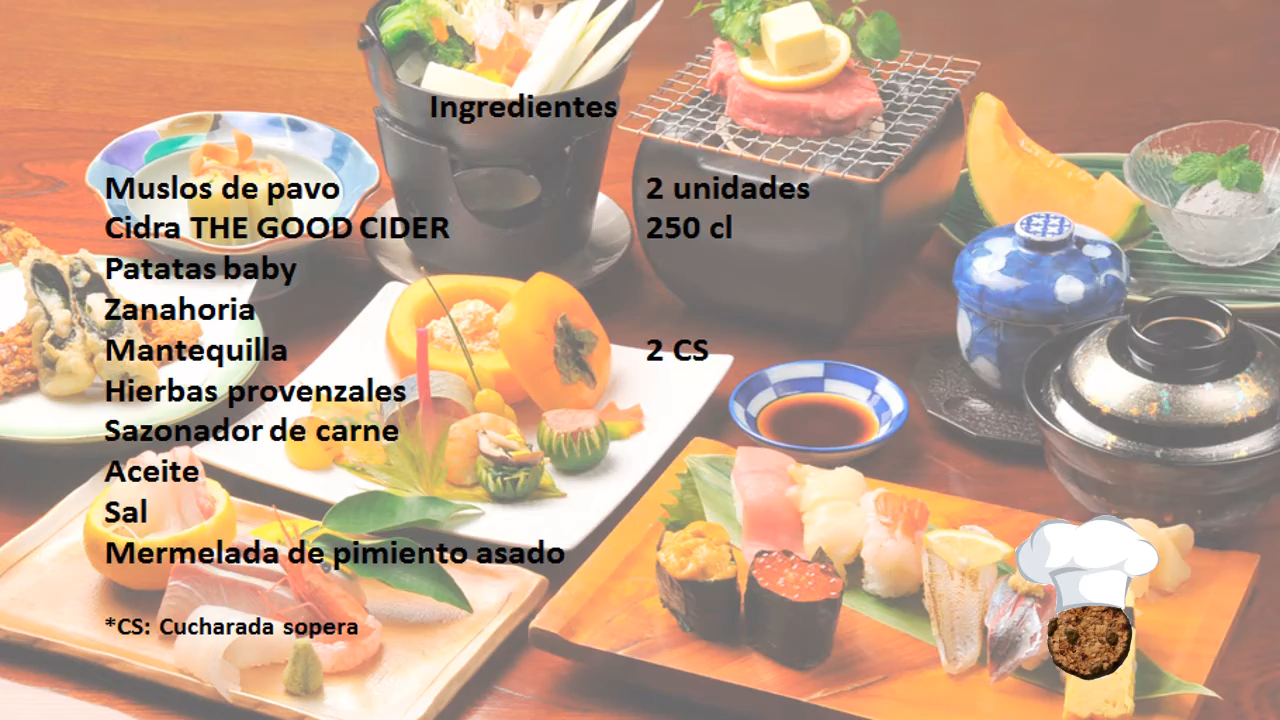 Ingredientes
Muslos de pavo 2 unidades
Cidra THE GOOD CIDER 250 cl
Patatas baby
Zanahoria
Mantequilla 2 CS
Hierbas provenzales
Sazonador de carne
Aceite
Sal
Mermelada de pimiento asado
*CS: Cucharada sopera